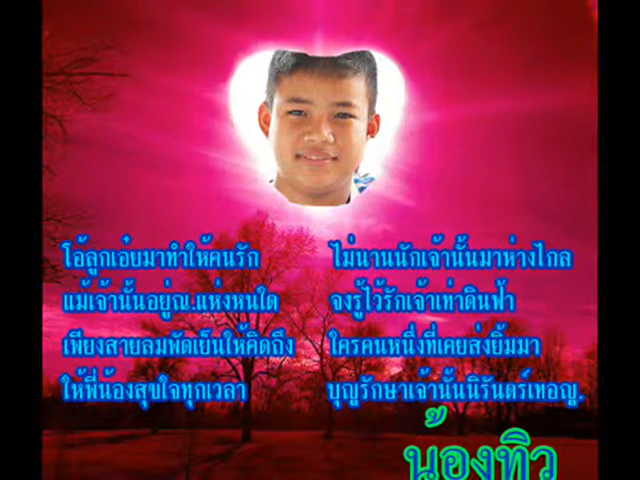 โอ้ลูกเอ๋ยมาทำให้คนรัก ไม่นานนักเจ้านั้นมาห่างไกล
แม้เจ้านั้นอยู่ณ.แห่งหนใด จงรู้ไว้รักเจ้าเท่าดินฟ้า
เพียงสายลมพัดเย็นให้คิดถึง ใครคนหนึ่งที่เคยส่งยิ้มมา
ให้พี่น้องสุขใจทุกเวลา บุญรักษาเจ้านั้นนิรันดร์เทอญ.
น้องทิว